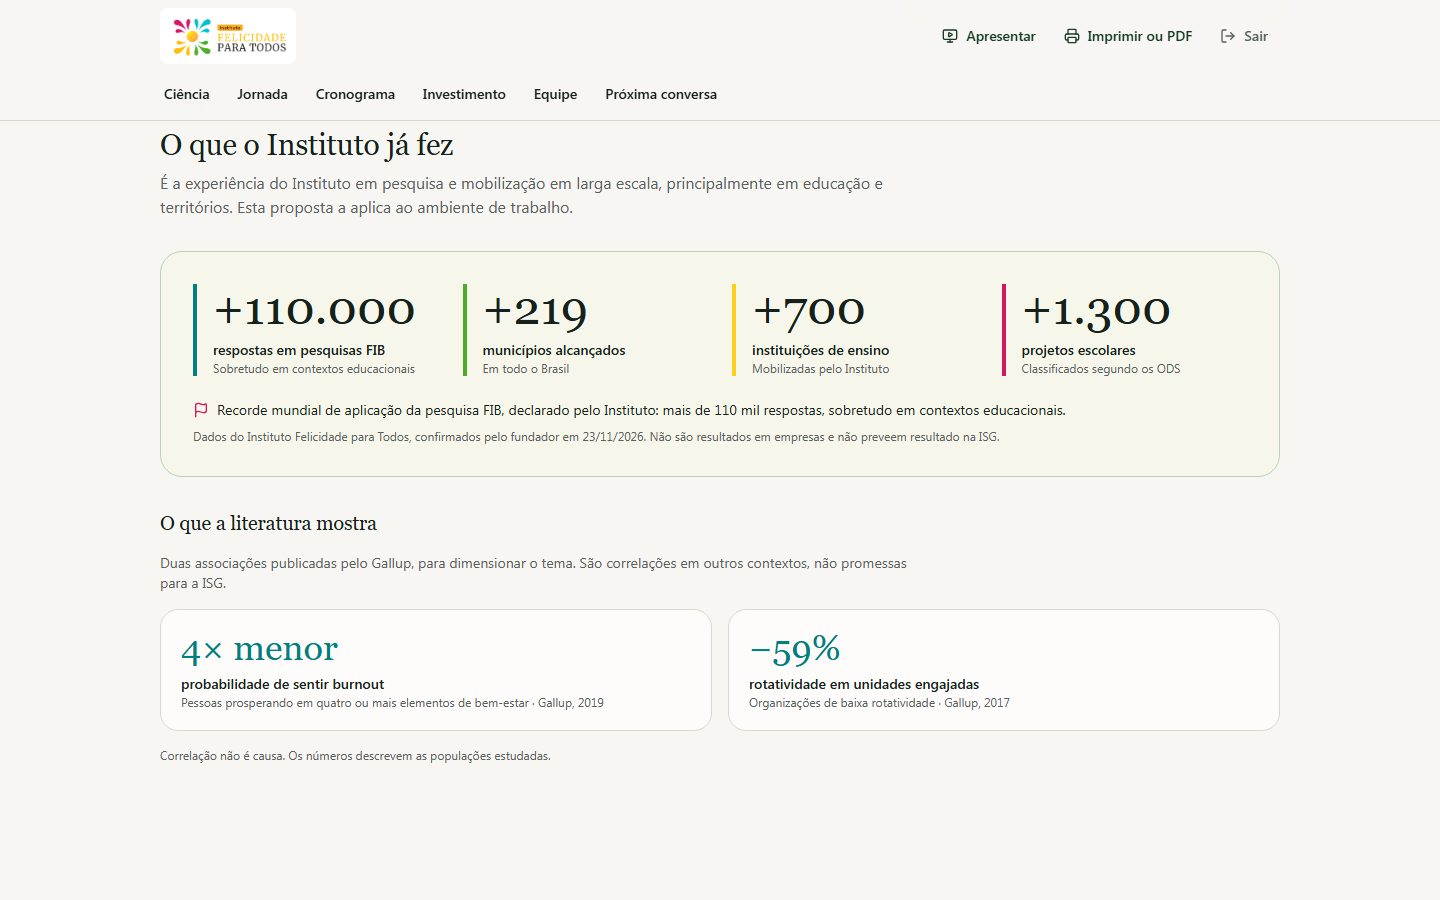 Instituto
FELICIDADE
PARA TODOS
Apresentar
Imprimir ou PDF
Sair
Ciência
Jornada
Cronograma
Investimento
Equipe
Próxima conversa
O que o Instituto já fez
É a experiência do Instituto em pesquisa e mobilização em larga escala, principalmente em educação e
territórios. Esta proposta a aplica ao ambiente de trabalho.
+110.000
respostas em pesquisas FIB
Sobretudo em contextos educacionais
+219
municípios alcançados
Em todo o Brasil
+700
instituições de ensino
Mobilizadas pelo Instituto
+1.300
projetos escolares
Classificados segundo os ODS
Recorde mundial de aplicação da pesquisa FIB, declarado pelo Instituto: mais de 110 mil respostas, sobretudo em contextos educacionais.
Dados do Instituto Felicidade para Todos, confirmados pelo fundador em 23/11/2026. Não são resultados em empresas e não preveem resultado na ISG.
O que a literatura mostra
Duas associações publicadas pelo Gallup, para dimensionar o tema. São correlações em outros contextos, não promessas
para a ISG.
4× menor
probabilidade de sentir burnout
Pessoas prosperando em quatro ou mais elementos de bem-estar · Gallup, 2019
−59%
rotatividade em unidades engajadas
Organizações de baixa rotatividade · Gallup, 2017
Correlação não é causa. Os números descrevem as populações estudadas.